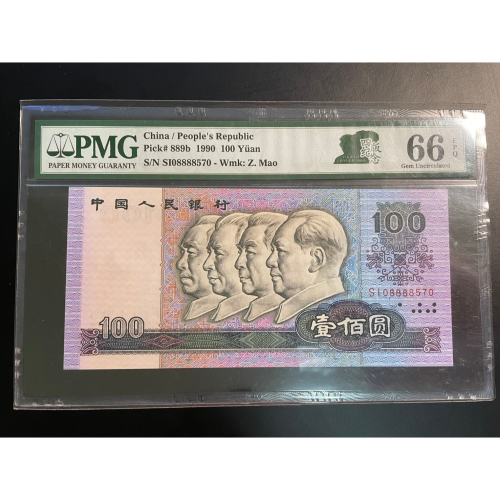 PMG
PAPER MONEY GUARANTY
China / People's Republic
Pick# 889b 1990 100 Yüan
S/N SI08888570 - Wmk: Z. Mao
66 EPQ
Gem Uncirculated
中国人民银行
100
SI08888570
100
壹佰圆